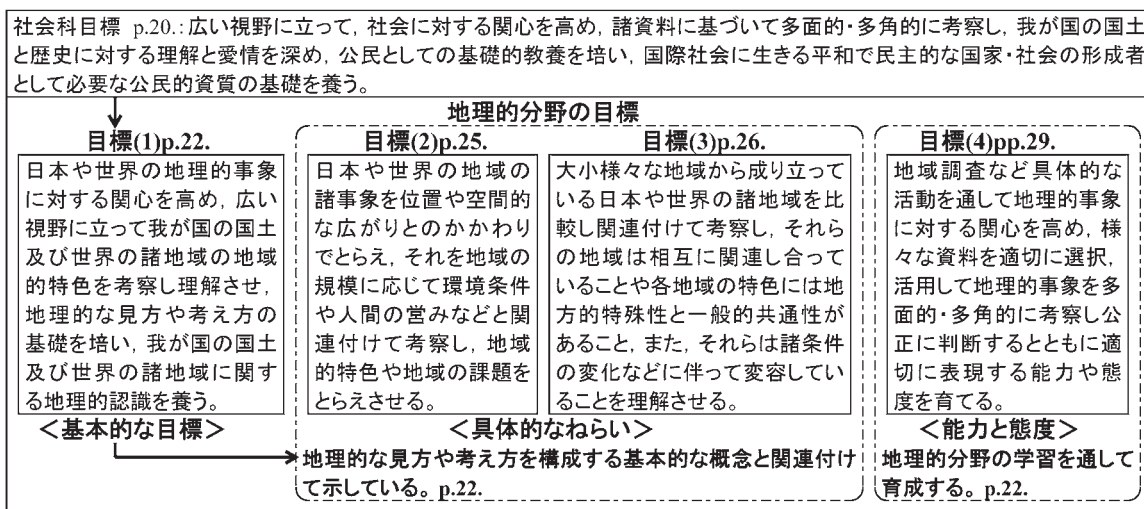 社会科目標 p.20.:広い視野に立って, 社会に対する関心を高め, 諸資料に基づいて多面的・多角的に考察し, 我が国の国土
と歴史に対する理解と愛情を深め, 公民としての基礎的教養を培い, 国際社会に生きる平和で民主的な国家・社会の形成者
として必要な公民的資質の基礎を養う。
地理的分野の目標
目標(1)p.22.
日本や世界の地理的事象
に対する関心を高め, 広い
視野に立って我が国の国土
及び世界の諸地域の地域
的特色を考察し理解させ,
地理的な見方や考え方の
基礎を培い, 我が国の国土
及び世界の諸地域に関す
る地理的認識を養う。
<基本的な目標>
目標(2)p.25.
日本や世界の地域の
諸事象を位置や空間的
な広がりとのかかわり
でとらえ, それを地域の
規模に応じて環境条件
や人間の営みなどと関
連付けて考察し, 地域
的特色や地域の課題を
とらえさせる。
目標(3)p.26.
大小様々な地域から成り立って
いる日本や世界の諸地域を比
較し関連付けて考察し, それら
の地域は相互に関連し合って
いることや各地域の特色には地
方的特殊性と一般的共通性が
あること, また, それらは諸条件
の変化などに伴って変容してい
ることを理解させる。
<具体的なねらい>
地理的な見方や考え方を構成する基本的な概念と関連付け
て示している。p.22.
目標(4)pp.29.
地域調査など具体的な
活動を通して地理的事象
に対する関心を高め, 様
々な資料を適切に選択,
活用して地理的事象を多
面的・多角的に考察し公
正に判断するとともに適
切に表現する能力や態
度を育てる。
<能力と態度>
地理的分野の学習を通して
育成する。p.22.